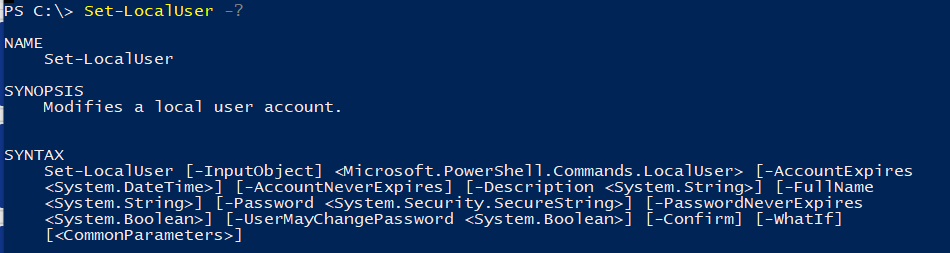 PS C:\> Set-LocalUser -?
NAME
Set-LocalUser
SYNOPSIS
Modifies a local user account.
SYNTAX
Set-LocalUser [-InputObject] <Microsoft.PowerShell.Commands.LocalUser> [-AccountExpires
<System.DateTime>] [-AccountNeverExpires] [-Description <System.String>] [-FullName
<System.String>] [-Password <System.Security.SecureString>] [-PasswordNeverExpires
<System.Boolean>] [-UserMayChangePassword <System.Boolean>] [-Confirm] [-WhatIf]
[<CommonParameters>]